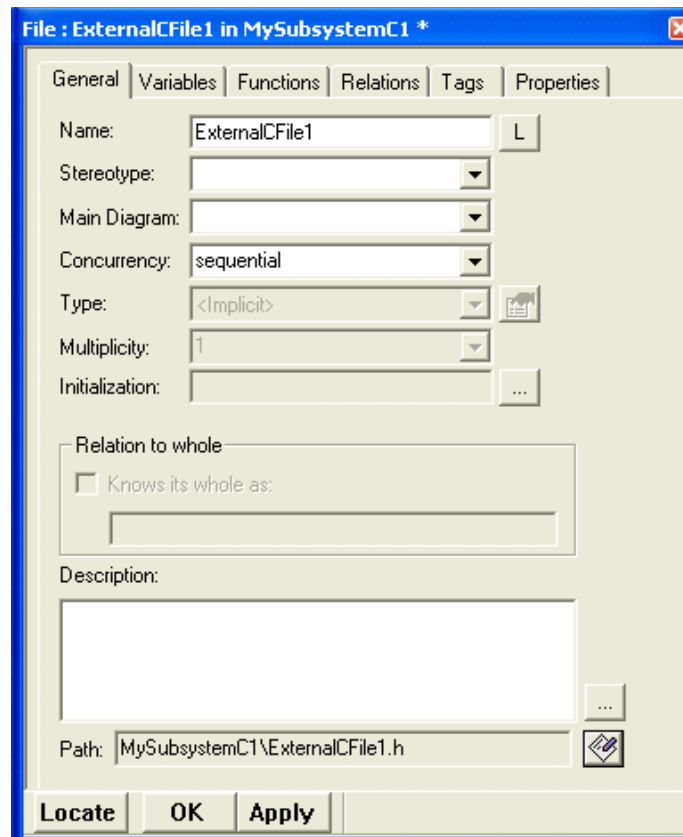 File : ExternalCFile1 in MySubsystemC1 *
General Variables Functions Relations Tags Properties
Name: ExternalCFile1 L
Stereotype:
Main Diagram:
Concurrency: sequential
Type: <Implicit>
Multiplicity: 1
Initialization: ...
Relation to whole
Knows its whole as:
Description:
...
Path: MySubsystemC1\ExternalCFile1.h
Locate OK Apply